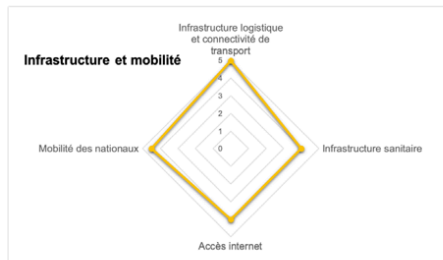 Infrastructure logistique
et connectivité de
transport
Infrastructure et mobilité
5
4
3
2
1
0
Mobilité des nationaux
Infrastructure sanitaire
Accès internet